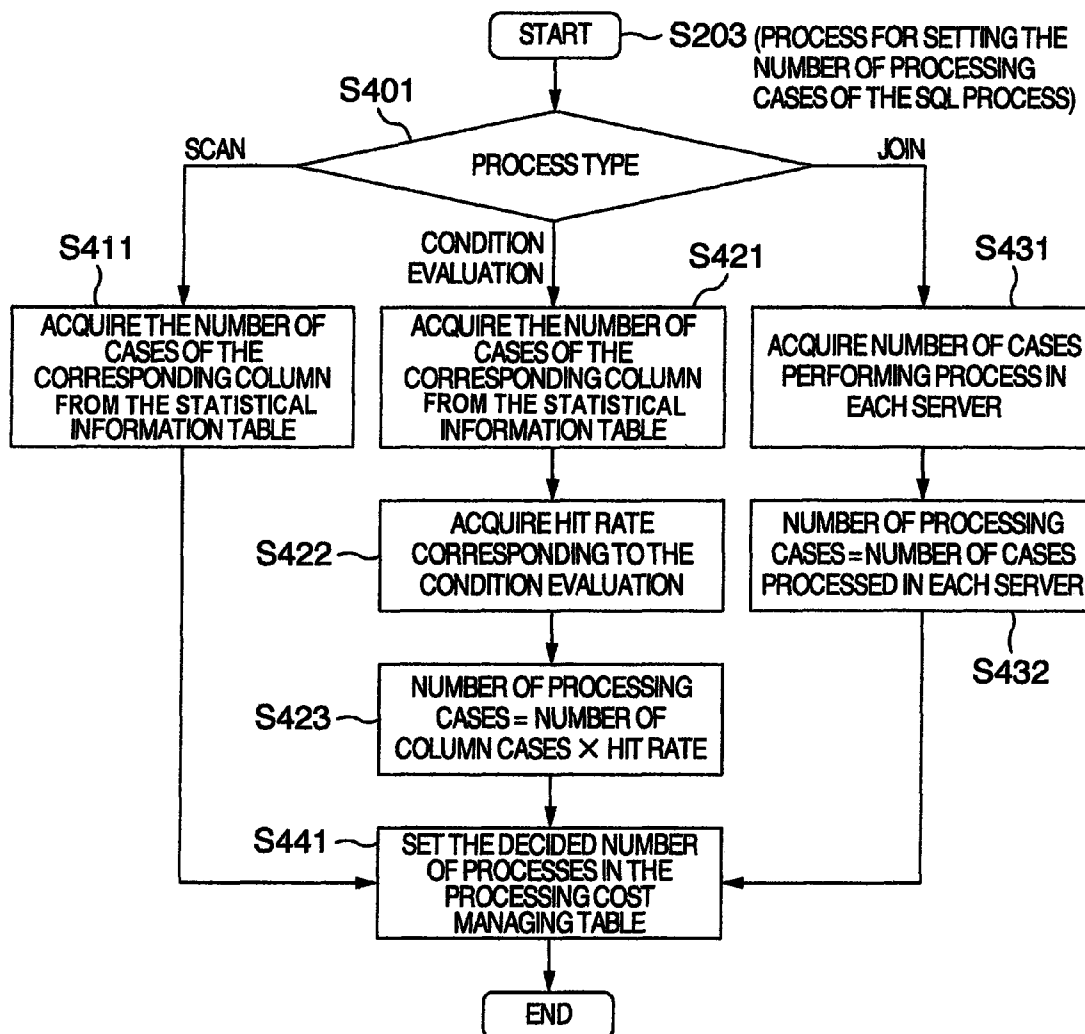 START
S203 (PROCESS FOR SETTING THE
NUMBER OF PROCESSING
CASES OF THE SQL PROCESS)
S401
SCAN
PROCESS TYPE
JOIN
CONDITION
EVALUATION
S411
ACQUIRE THE NUMBER OF
CASES OF THE
CORRESPONDING COLUMN
FROM THE STATISTICAL
INFORMATION TABLE
S421
ACQUIRE THE NUMBER OF
CASES OF THE
CORRESPONDING COLUMN
FROM THE STATISTICAL
INFORMATION TABLE
S431
ACQUIRE NUMBER OF CASES
PERFORMING PROCESS IN
EACH SERVER
S422
ACQUIRE HIT RATE
CORRESPONDING TO THE
CONDITION EVALUATION
NUMBER OF PROCESSING
CASES = NUMBER OF CASES
PROCESSED IN EACH SERVER
S432
S423
NUMBER OF PROCESSING
CASES = NUMBER OF
COLUMN CASES × HIT RATE
S441
SET THE DECIDED NUMBER
OF PROCESSES IN THE
PROCESSING COST
MANAGING TABLE
END